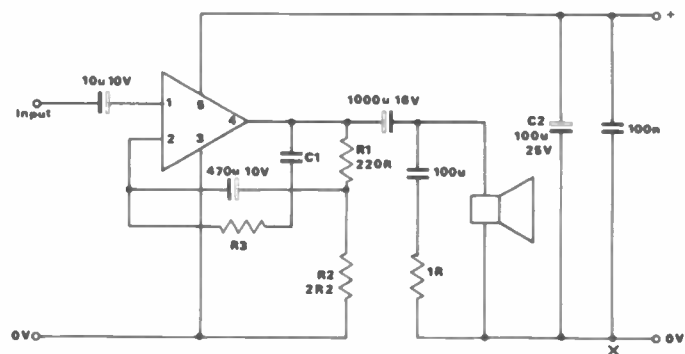 10u 10V
Input
1
2
5
4
3
470u 10V
C1
R1
220R
R3
R2
2R2
1000u 16V
100u
1R
C2
100u
25V
100n
+
0V
0V
X